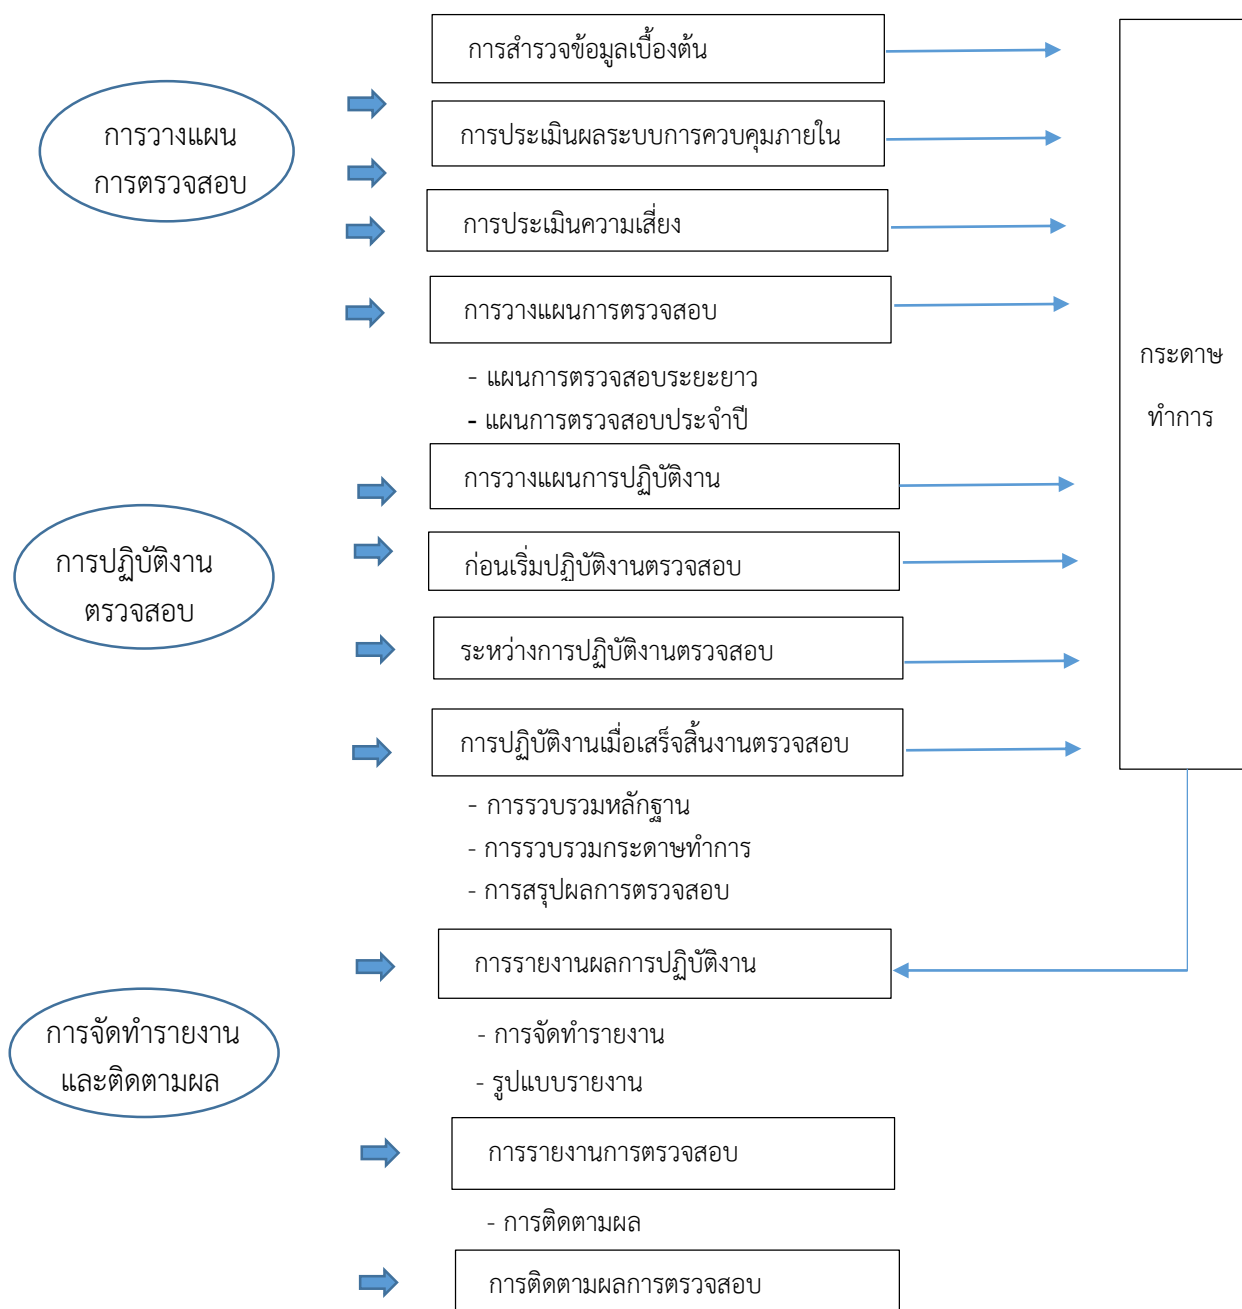 การวางแผน
การตรวจสอบ
การสำรวจข้อมูลเบื้องต้น
การประเมินผลระบบการควบคุมภายใน
การประเมินความเสี่ยง
การวางแผนการตรวจสอบ
- แผนการตรวจสอบระยะยาว
- แผนการตรวจสอบประจำปี
กระดาษ
ทำการ
การปฏิบัติงาน
ตรวจสอบ
การวางแผนการปฏิบัติงาน
ก่อนเริ่มปฏิบัติงานตรวจสอบ
ระหว่างการปฏิบัติงานตรวจสอบ
การปฏิบัติงานเมื่อเสร็จสิ้นงานตรวจสอบ
- การรวบรวมหลักฐาน
- การรวบรวมกระดาษทำการ
- การสรุปผลการตรวจสอบ
การจัดทำรายงาน
และติดตามผล
การรายงานผลการปฏิบัติงาน
- การจัดทำรายงาน
- รูปแบบรายงาน
การรายงานการตรวจสอบ
- การติดตามผล
การติดตามผลการตรวจสอบ